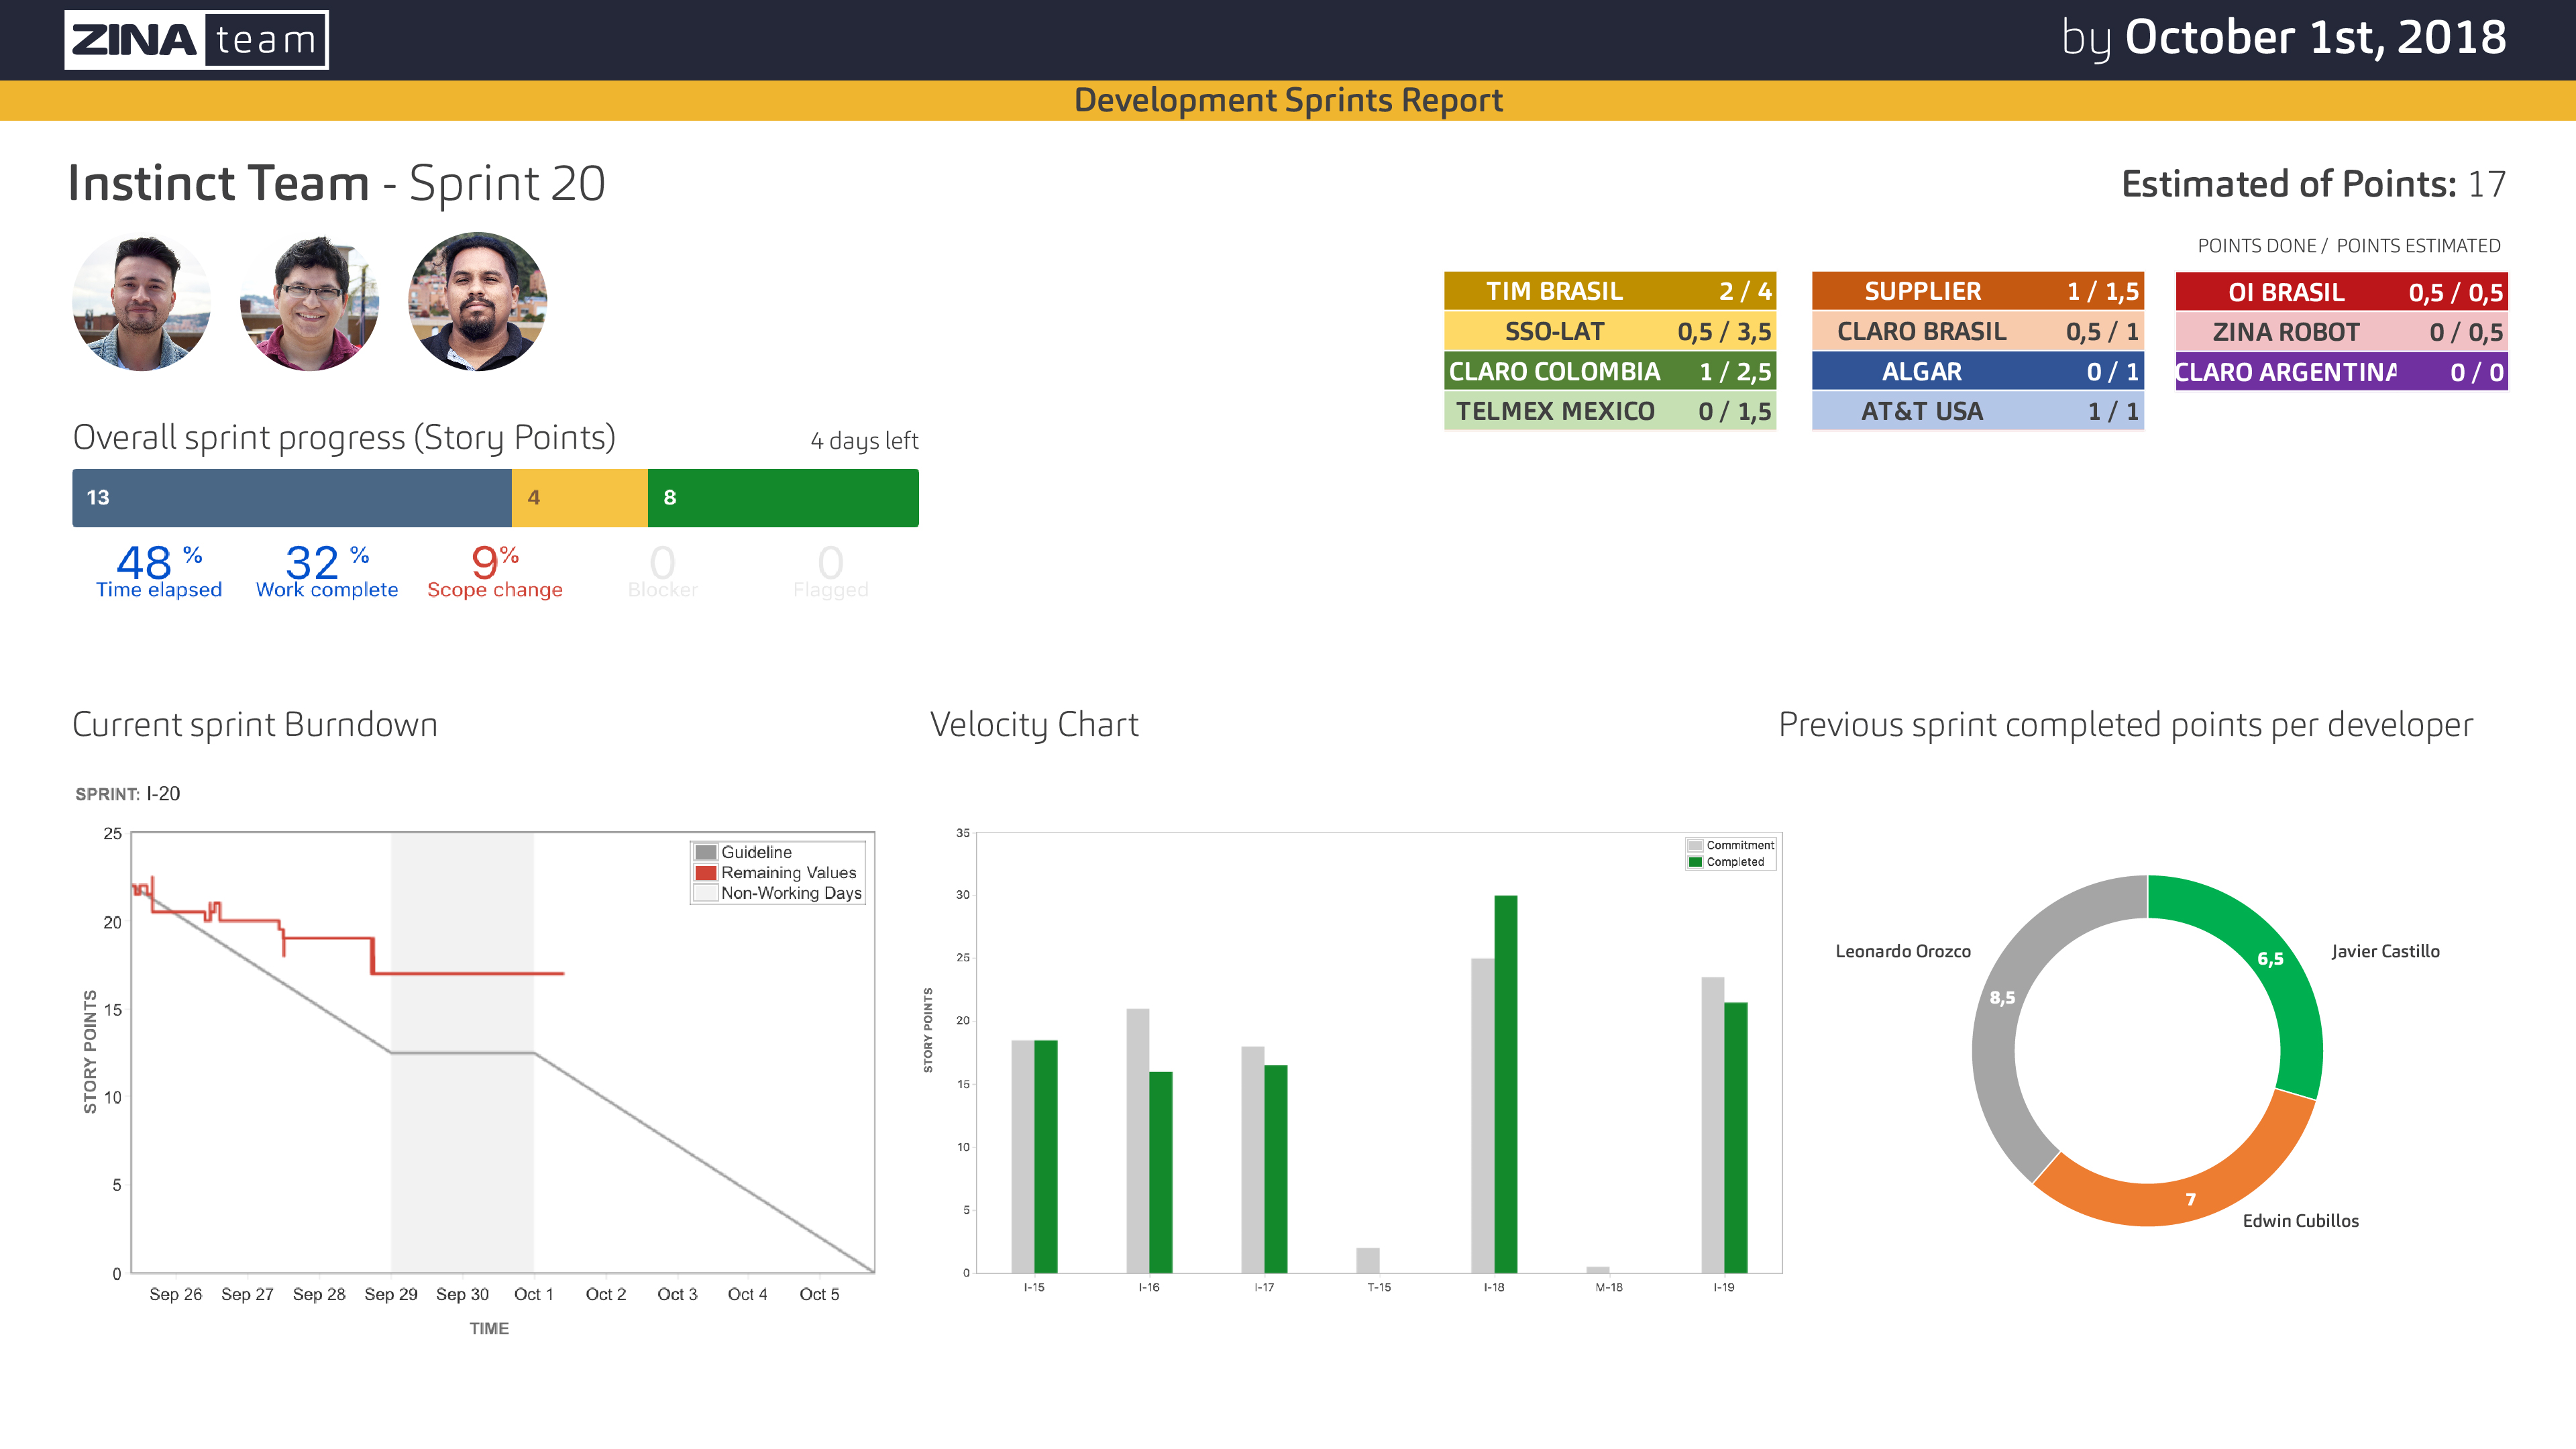 ZINA team
by October 1st, 2018
Development Sprints Report
Instinct Team - Sprint 20
Estimated of Points: 17
POINTS DONE / POINTS ESTIMATED
TIM BRASIL 2 / 4
SSO-LAT 0,5 / 3,5
CLARO COLOMBIA 1 / 2,5
TELMEX MEXICO 0 / 1,5
SUPPLIER 1 / 1,5
CLARO BRASIL 0,5 / 1
ALGAR 0 / 1
AT&T USA 1 / 1
OI BRASIL 0,5 / 0,5
ZINA ROBOT 0 / 0,5
CLARO ARGENTINA 0 / 0
Overall sprint progress (Story Points)
4 days left
13 4 8
48 % 32 % 9% 0 0
Time elapsed Work complete Scope change Blocker Flagged
Current sprint Burndown
SPRINT: I-20
25
20
15
10
5
0
STORY POINTS
Guideline
Remaining Values
Non-Working Days
Sep 26 Sep 27 Sep 28 Sep 29 Sep 30 Oct 1 Oct 2 Oct 3 Oct 4 Oct 5
TIME
Velocity Chart
35
30
25
20
15
10
5
0
STORY POINTS
Commitment
Completed
I-15 I-16 I-17 T-15 I-18 M-18 I-19
Previous sprint completed points per developer
Leonardo Orozco
8,5
6,5
Javier Castillo
7
Edwin Cubillos